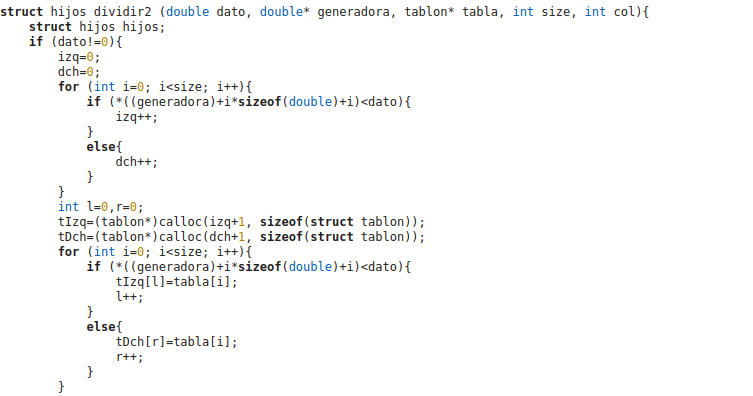 struct hijos dividir2 (double dato, double* generadora, tablon* tabla, int size, int col){
    struct hijos hijos;
    if (dato!=0){
        izq=0;
        dch=0;
        for (int i=0; i<size; i++){
            if (*((generadora)+i*sizeof(double)+i)<dato){
                izq++;
            }
            else{
                dch++;
            }
        }
        int l=0,r=0;
        tIzq=(tablon*)calloc(izq+1, sizeof(struct tablon));
        tDch=(tablon*)calloc(dch+1, sizeof(struct tablon));
        for (int i=0; i<size; i++){
            if (*((generadora)+i*sizeof(double)+i)<dato){
                tIzq[l]=tabla[i];
                l++;
            }
            else{
                tDch[r]=tabla[i];
                r++;
            }
        }